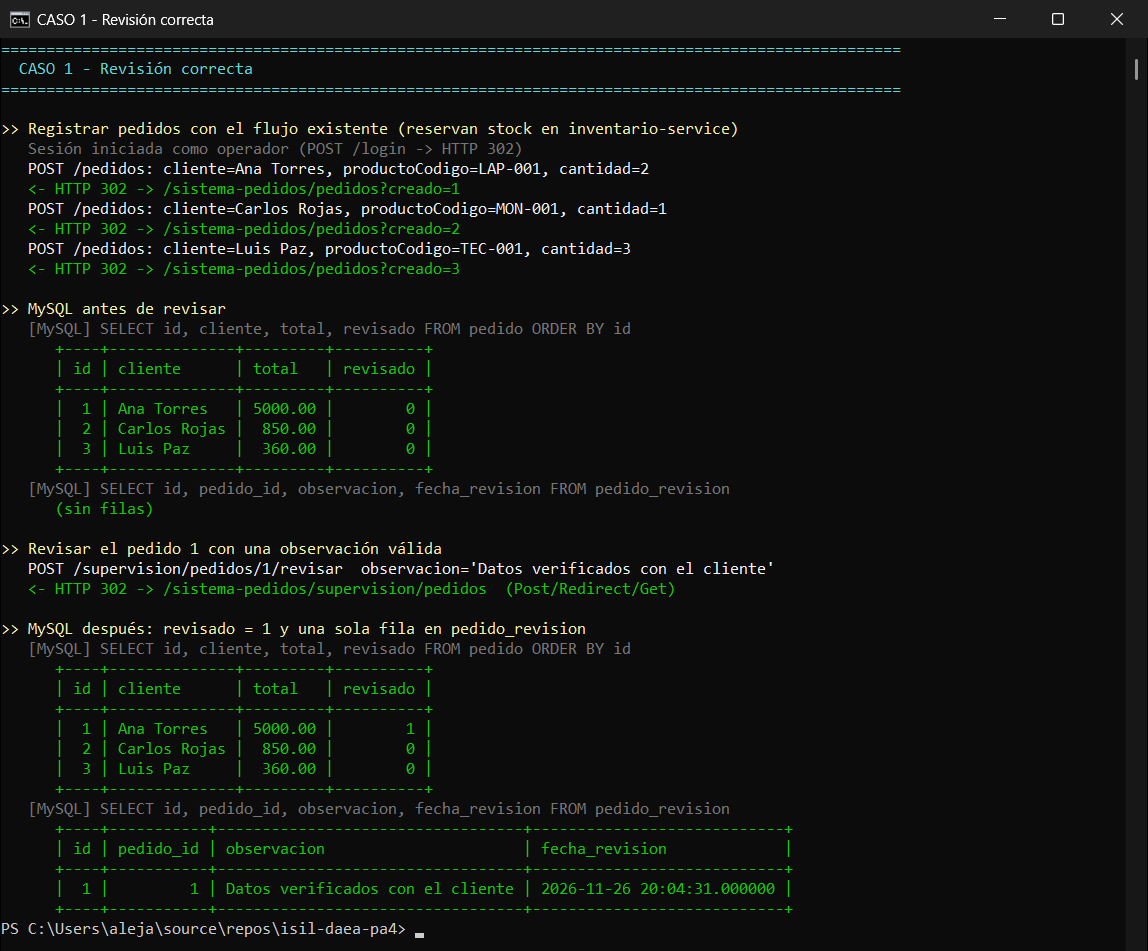 CASO 1 - Revisión correcta
====================================================================================================
  CASO 1 - Revisión correcta
====================================================================================================
>> Registrar pedidos con el flujo existente (reservan stock en inventario-service)
   Sesión iniciada como operador (POST /login -> HTTP 302)
   POST /pedidos: cliente=Ana Torres, productoCodigo=LAP-001, cantidad=2
   <- HTTP 302 -> /sistema-pedidos/pedidos?creado=1
   POST /pedidos: cliente=Carlos Rojas, productoCodigo=MON-001, cantidad=1
   <- HTTP 302 -> /sistema-pedidos/pedidos?creado=2
   POST /pedidos: cliente=Luis Paz, productoCodigo=TEC-001, cantidad=3
   <- HTTP 302 -> /sistema-pedidos/pedidos?creado=3
>> MySQL antes de revisar
   [MySQL] SELECT id, cliente, total, revisado FROM pedido ORDER BY id
      +----+--------------+---------+----------+
      | id | cliente      | total   | revisado |
      +----+--------------+---------+----------+
      |  1 | Ana Torres   | 5000.00 |        0 |
      |  2 | Carlos Rojas |  850.00 |        0 |
      |  3 | Luis Paz     |  360.00 |        0 |
      +----+--------------+---------+----------+
   [MySQL] SELECT id, pedido_id, observacion, fecha_revision FROM pedido_revision
      (sin filas)
>> Revisar el pedido 1 con una observación válida
   POST /supervision/pedidos/1/revisar  observacion='Datos verificados con el cliente'
   <- HTTP 302 -> /sistema-pedidos/supervision/pedidos  (Post/Redirect/Get)
>> MySQL después: revisado = 1 y una sola fila en pedido_revision
   [MySQL] SELECT id, cliente, total, revisado FROM pedido ORDER BY id
      +----+--------------+---------+----------+
      | id | cliente      | total   | revisado |
      +----+--------------+---------+----------+
      |  1 | Ana Torres   | 5000.00 |        1 |
      |  2 | Carlos Rojas |  850.00 |        0 |
      |  3 | Luis Paz     |  360.00 |        0 |
      +----+--------------+---------+----------+
   [MySQL] SELECT id, pedido_id, observacion, fecha_revision FROM pedido_revision
      +----+-----------+----------------------------------+----------------------------+
      | id | pedido_id | observacion                      | fecha_revision             |
      +----+-----------+----------------------------------+----------------------------+
      |  1 |         1 | Datos verificados con el cliente | 2026-11-26 20:04:31.000000 |
      +----+-----------+----------------------------------+----------------------------+
PS C:\Users\aleja\source\repos\isil-daea-pa4>